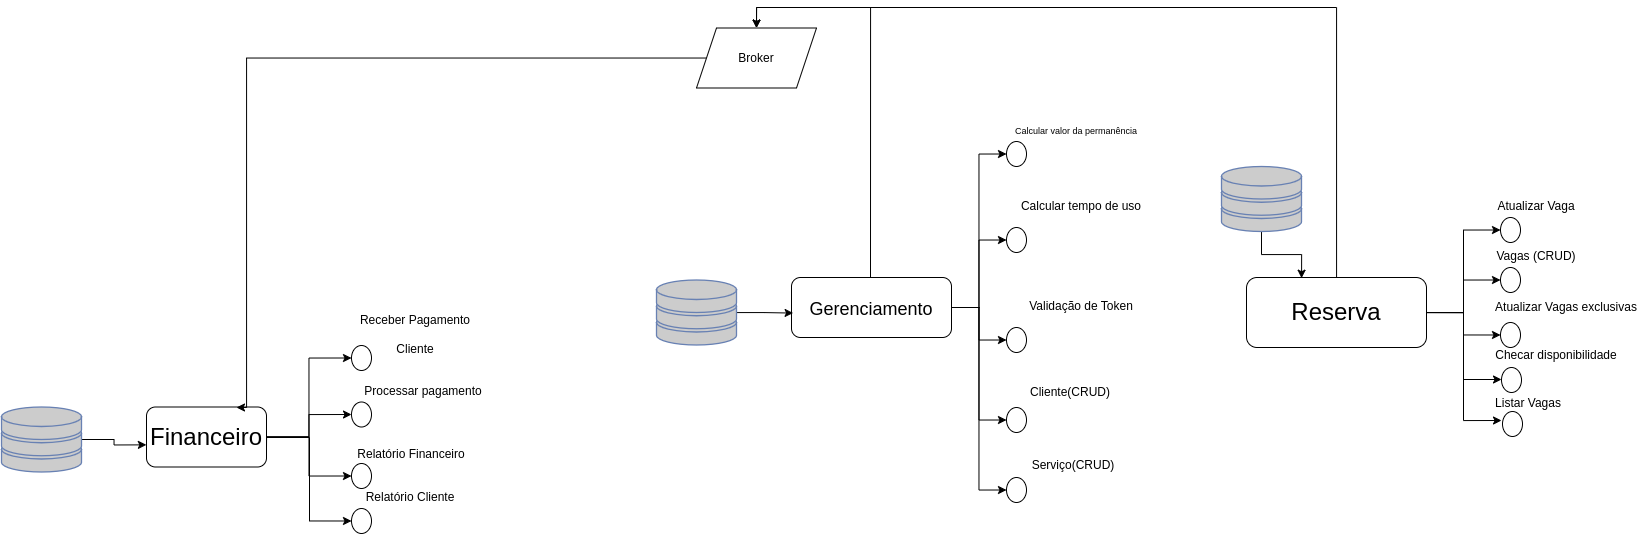 Broker
Calcular valor da permanência
Calcular tempo de uso
Gerenciamento
Validação de Token
Cliente(CRUD)
Serviço(CRUD)
Reserva
Atualizar Vaga
Vagas (CRUD)
Atualizar Vagas exclusivas
Checar disponibilidade
Listar Vagas
Financeiro
Receber Pagamento
Cliente
Processar pagamento
Relatório Financeiro
Relatório Cliente